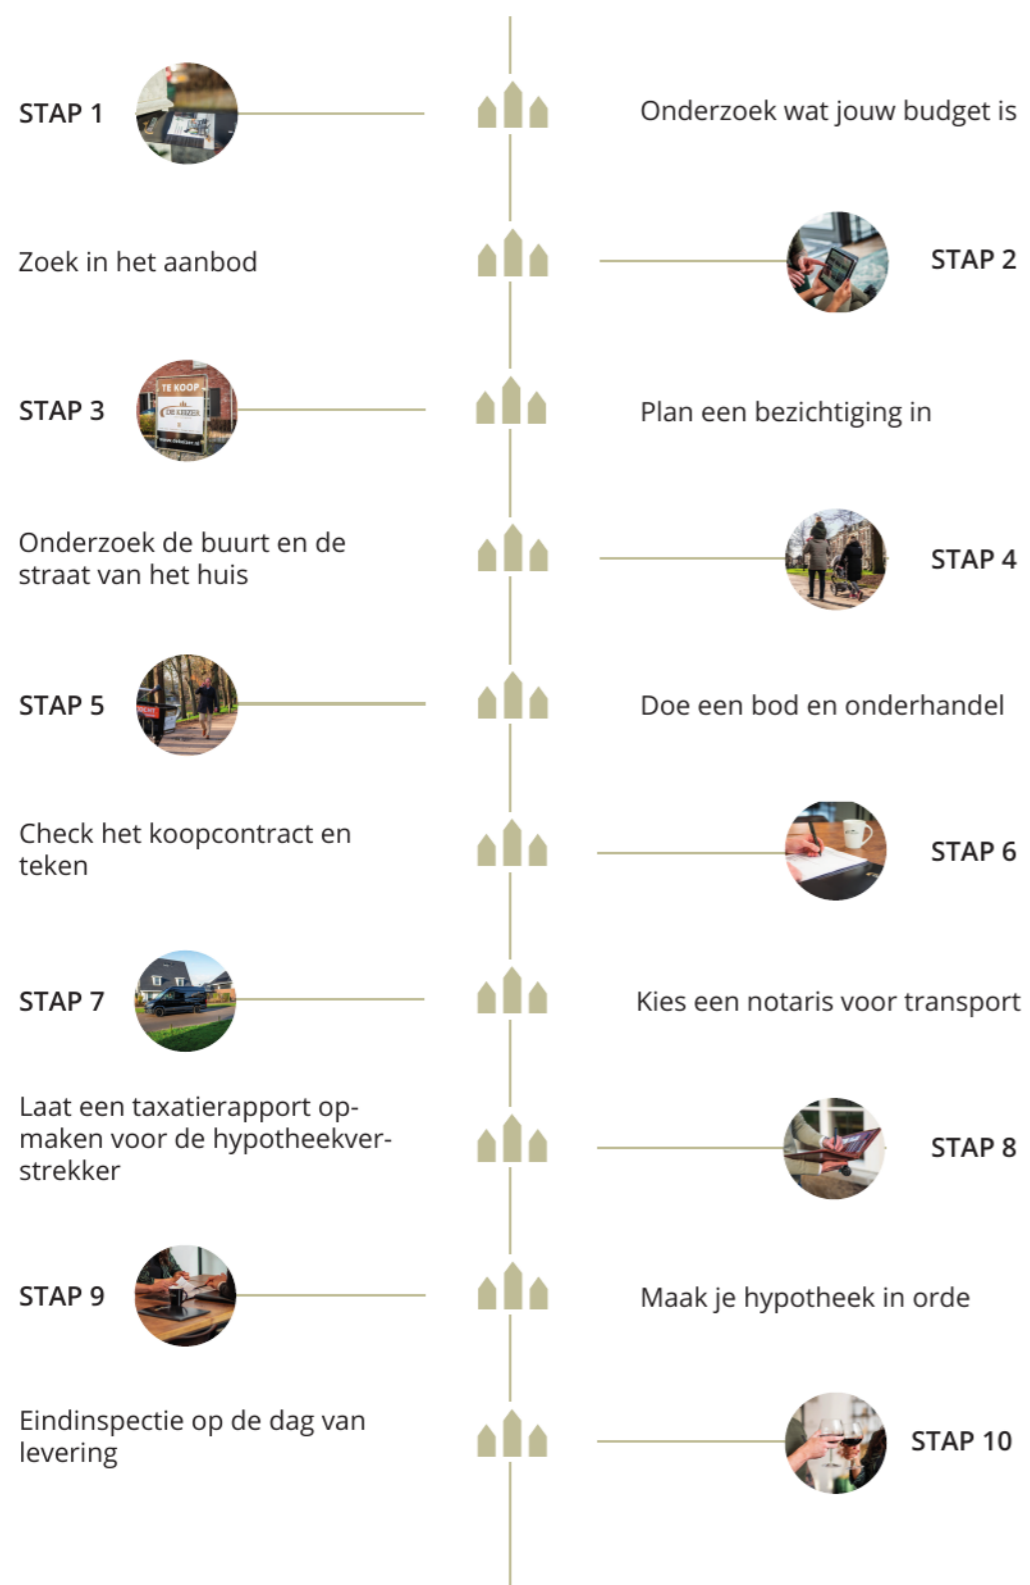 STAP 1
Onderzoek wat jouw budget is
Zoek in het aanbod
STAP 2
STAP 3
TE KOOP
DE KEIZER
Plan een bezichtiging in
Onderzoek de buurt en de
straat van het huis
STAP 4
STAP 5
Doe een bod en onderhandel
Check het koopcontract en
teken
STAP 6
STAP 7
Kies een notaris voor transport
Laat een taxatierapport op-
maken voor de hypotheekver-
strekker
STAP 8
STAP 9
Maak je hypotheek in orde
Eindinspectie op de dag van
levering
STAP 10